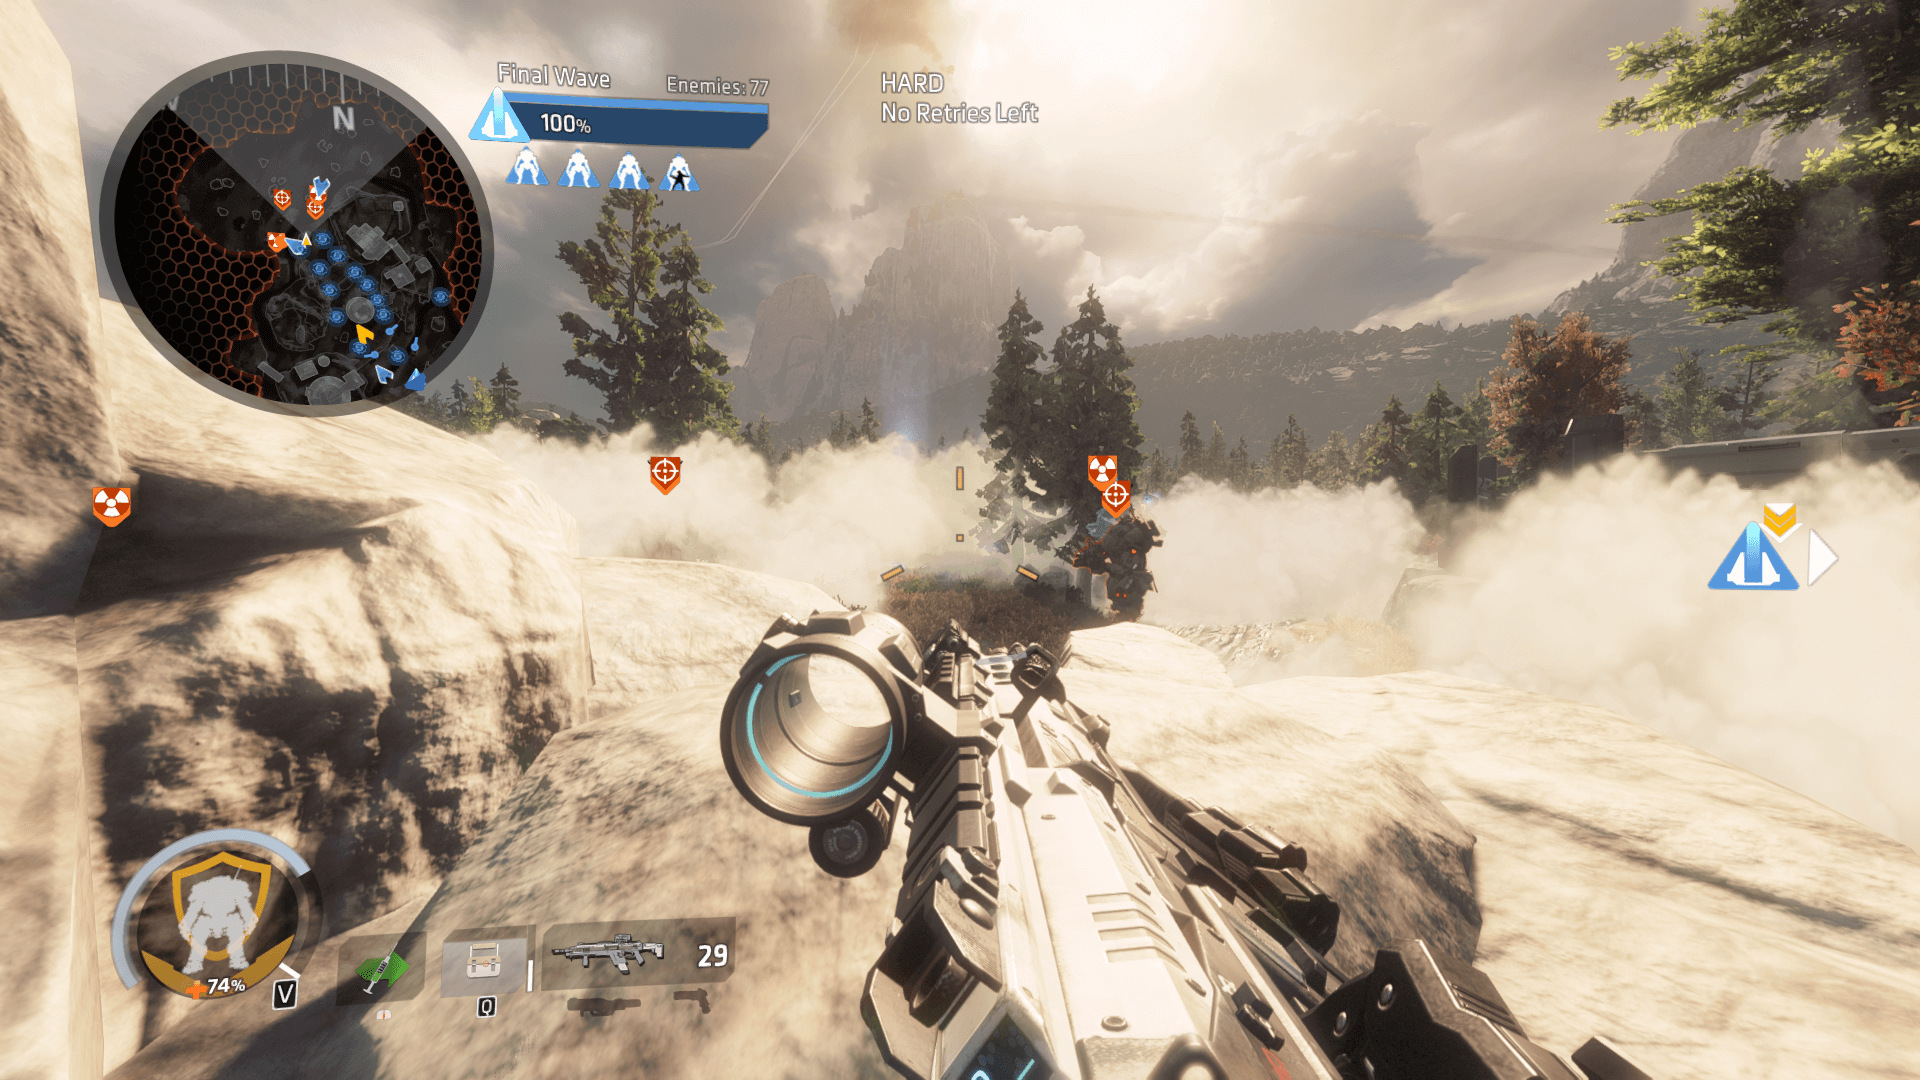 N
Final Wave
Enemies: 77
100%
HARD
No Retries Left
74%
V
Q
29